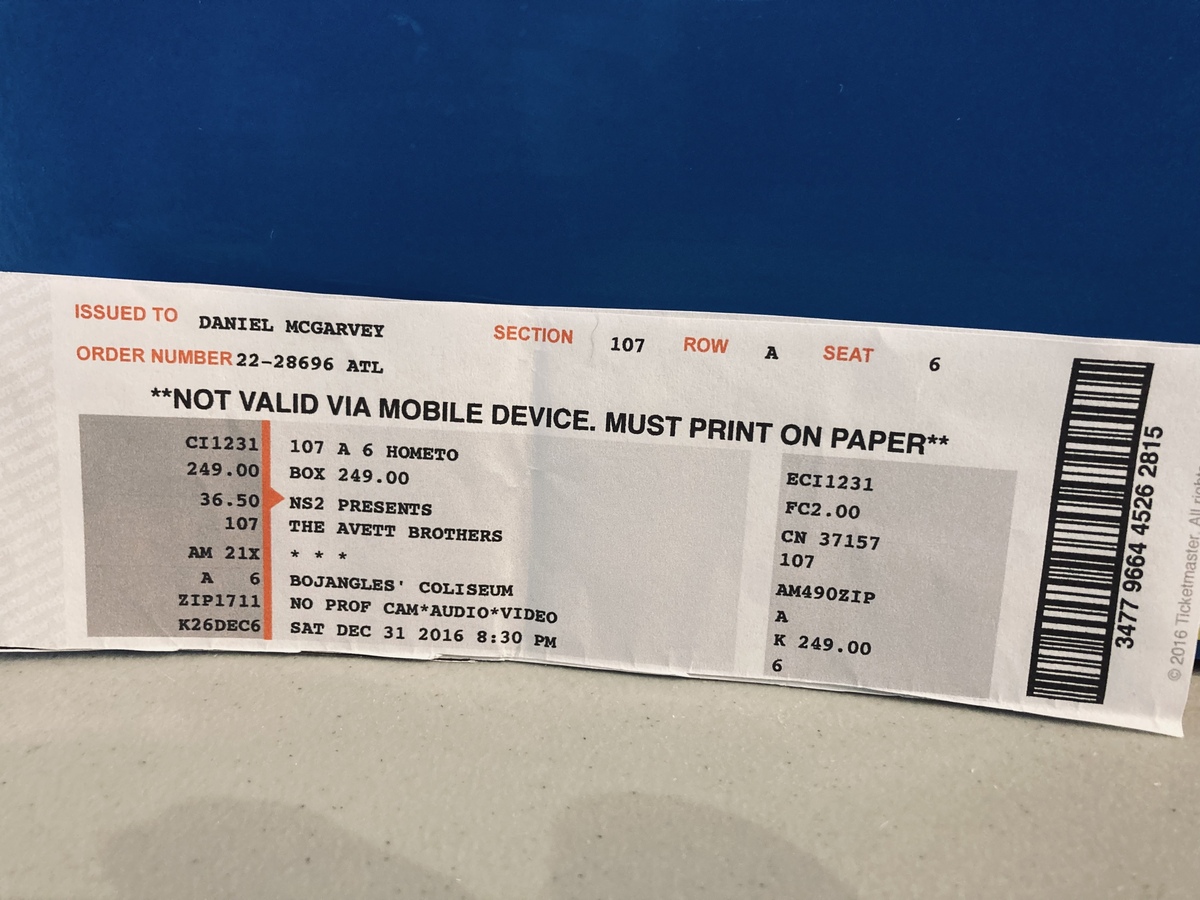 ISSUED TO DANIEL MCGARVEY SECTION 107 ROW A SEAT 6
ORDER NUMBER 22-28696 ATL
**NOT VALID VIA MOBILE DEVICE. MUST PRINT ON PAPER**
CI1231
249.00
36.50
107
AM 21X
A 6
ZIP1711
K26DEC6
107 A 6 HOMETO
BOX 249.00
NS2 PRESENTS
THE AVETT BROTHERS
* * *
BOJANGLES' COLISEUM
NO PROF CAM*AUDIO*VIDEO
SAT DEC 31 2016 8:30 PM
ECI1231
FC2.00
CN 37157
107
AM490ZIP
A
K 249.00
6
3477 9664 4526 2815
© 2016 Ticketmaster. All